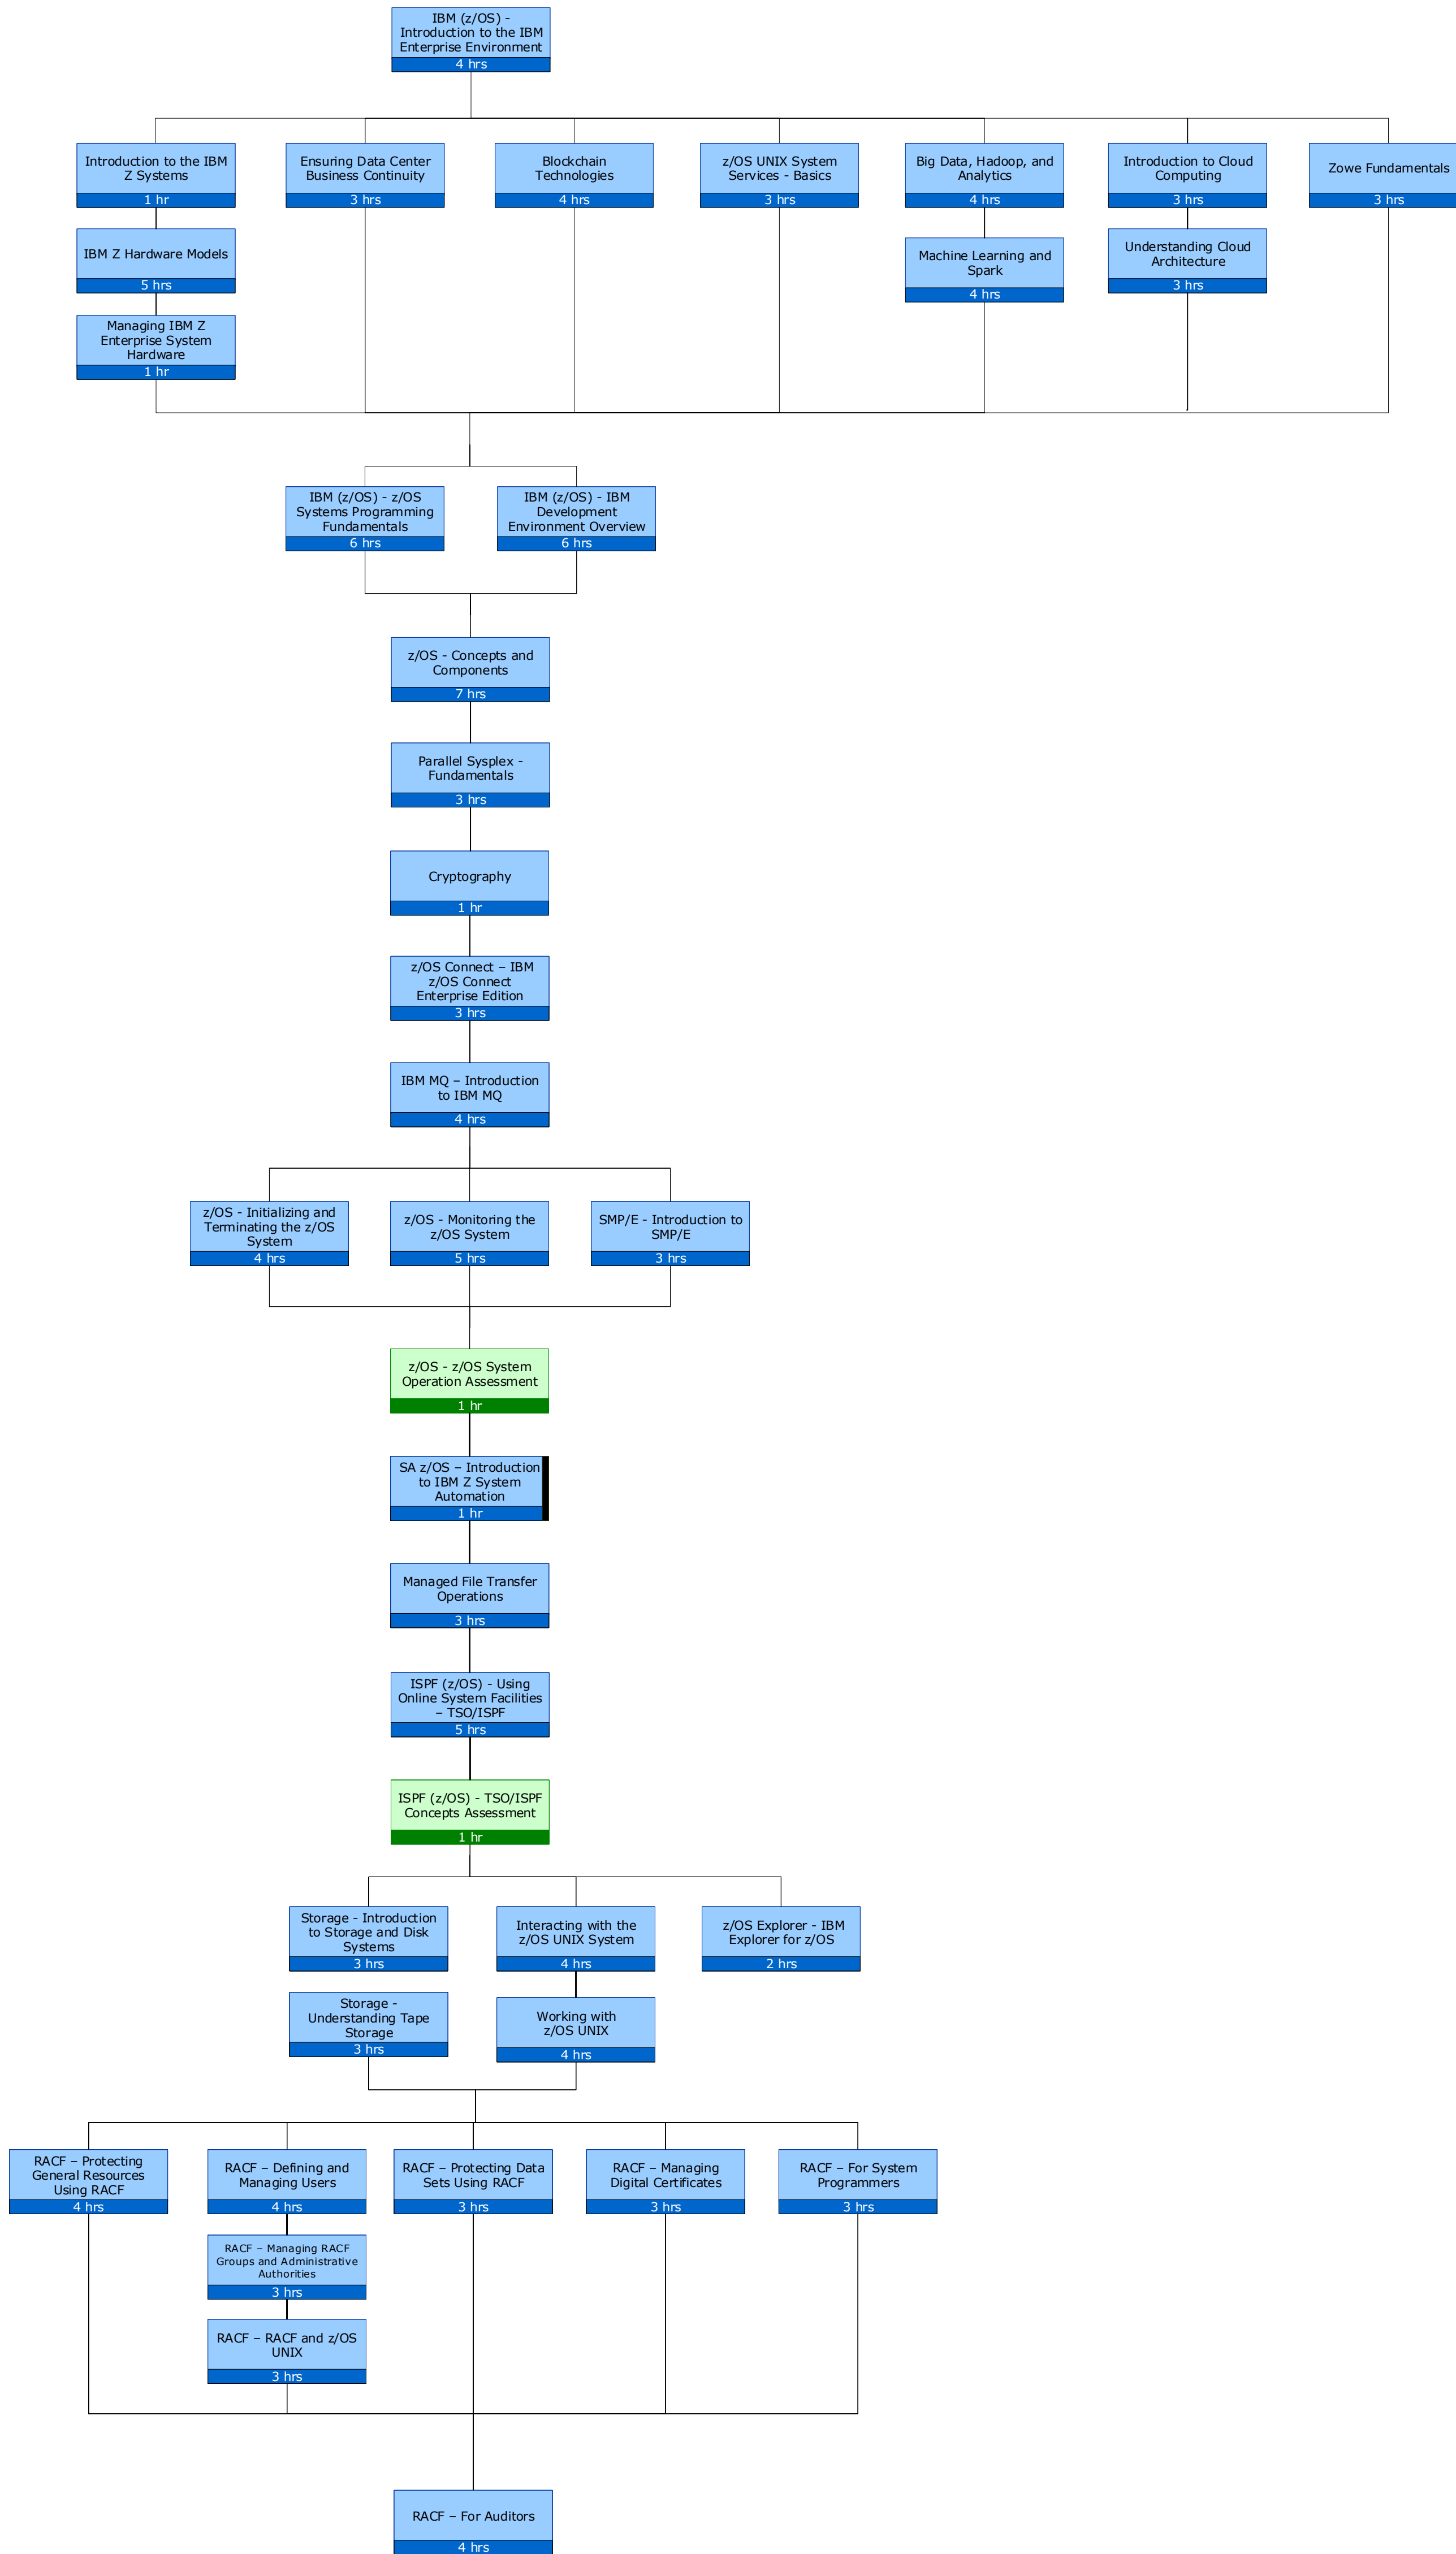 IBM (z/OS) -
Introduction to the IBM
Enterprise Environment
4 hrs
Introduction to the IBM
Z Systems
1 hr
Ensuring Data Center
Business Continuity
3 hrs
Blockchain
Technologies
4 hrs
z/OS UNIX System
Services - Basics
3 hrs
Big Data, Hadoop, and
Analytics
4 hrs
Introduction to Cloud
Computing
3 hrs
Zowe Fundamentals
3 hrs
IBM Z Hardware Models
5 hrs
Machine Learning and
Spark
4 hrs
Understanding Cloud
Architecture
3 hrs
Managing IBM Z
Enterprise System
Hardware
1 hr
IBM (z/OS) - z/OS
Systems Programming
Fundamentals
6 hrs
IBM (z/OS) - IBM
Development
Environment Overview
6 hrs
z/OS - Concepts and
Components
7 hrs
Parallel Sysplex -
Fundamentals
3 hrs
Cryptography
1 hr
z/OS Connect – IBM
z/OS Connect
Enterprise Edition
3 hrs
IBM MQ – Introduction
to IBM MQ
4 hrs
z/OS - Initializing and
Terminating the z/OS
System
4 hrs
z/OS - Monitoring the
z/OS System
5 hrs
SMP/E - Introduction to
SMP/E
3 hrs
z/OS - z/OS System
Operation Assessment
1 hr
SA z/OS – Introduction
to IBM Z System
Automation
1 hr
Managed File Transfer
Operations
3 hrs
ISPF (z/OS) - Using
Online System Facilities
– TSO/ISPF
5 hrs
ISPF (z/OS) - TSO/ISPF
Concepts Assessment
1 hr
Storage - Introduction
to Storage and Disk
Systems
3 hrs
Interacting with the
z/OS UNIX System
4 hrs
z/OS Explorer - IBM
Explorer for z/OS
2 hrs
Storage -
Understanding Tape
Storage
3 hrs
Working with
z/OS UNIX
4 hrs
RACF – Protecting
General Resources
Using RACF
4 hrs
RACF – Defining and
Managing Users
4 hrs
RACF – Protecting Data
Sets Using RACF
3 hrs
RACF – Managing
Digital Certificates
3 hrs
RACF – For System
Programmers
3 hrs
RACF – Managing RACF
Groups and Administrative
Authorities
3 hrs
RACF – RACF and z/OS
UNIX
3 hrs
RACF – For Auditors
4 hrs